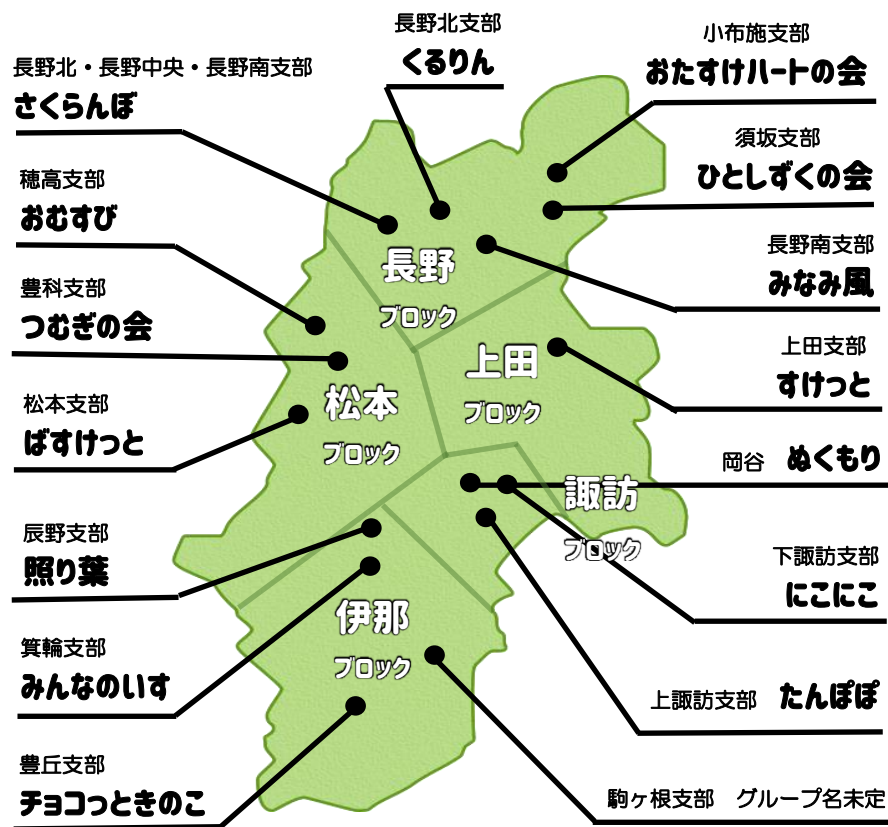 長野北支部
くるりん
小布施支部
おたすけハートの会
長野北・長野中央・長野南支部
さくらんぼ
須坂支部
ひとしずくの会
穂高支部
おむすび
長野南支部
みなみ風
長野
ブロック
豊科支部
つむぎの会
上田支部
すけっと
上田
ブロック
松本支部
ばすけっと
松本
ブロック
岡谷 ぬくもり
諏訪
ブロック
辰野支部
照り葉
下諏訪支部
にこにこ
伊那
ブロック
箕輪支部
みんなのいす
上諏訪支部 たんぽぽ
豊丘支部
チョコっときのこ
駒ヶ根支部 グループ名未定